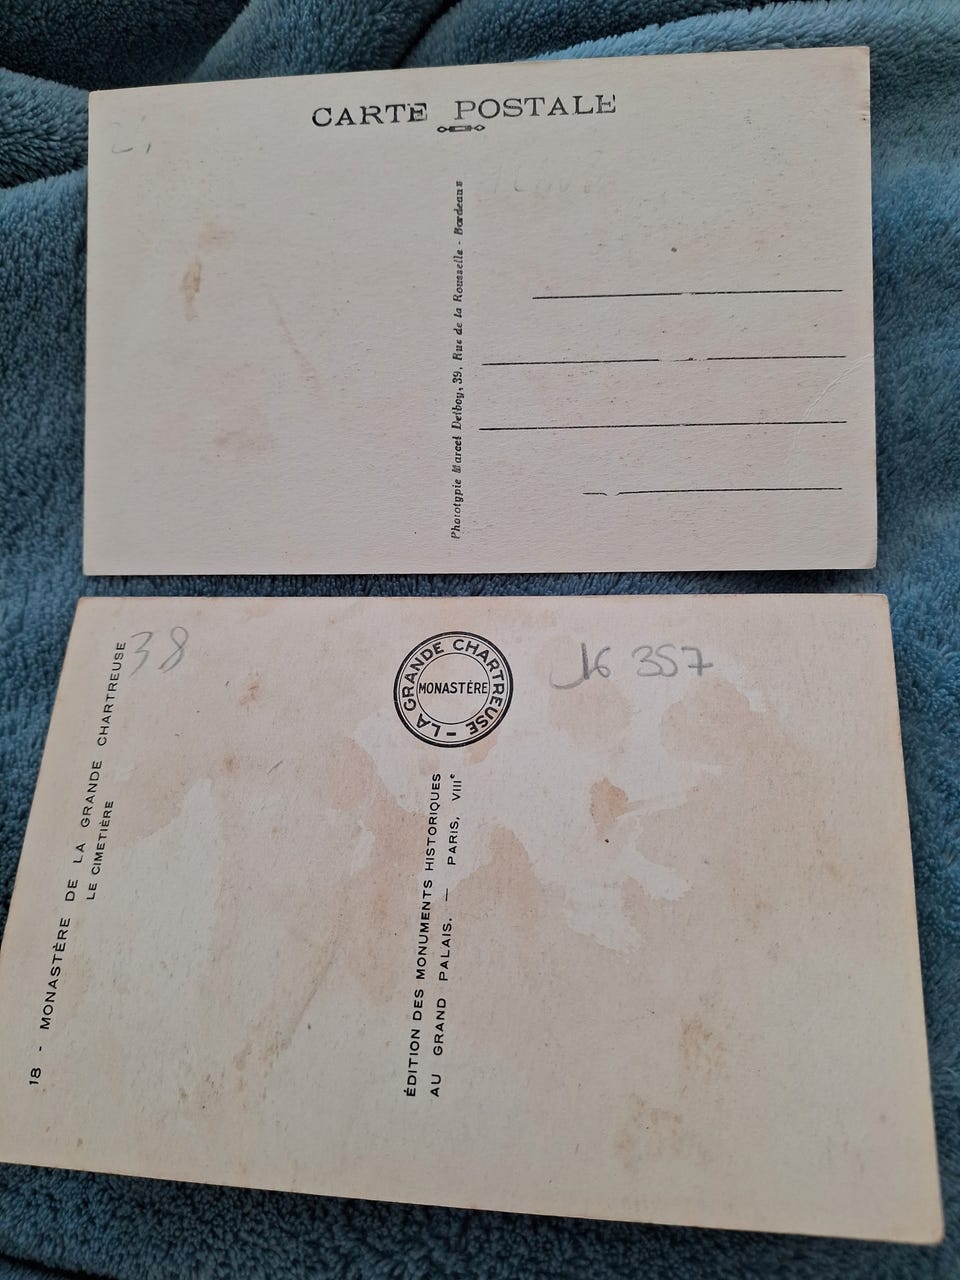 CARTE POSTALE
Phototypie Marcel Delboy, 39, Rue de la Rousselle - Bordeaux
38
LA GRANDE CHARTREUSE -
MONASTÈRE
16 357
18 - MONASTÈRE DE LA GRANDE CHARTREUSE
LE CIMETIÈRE
ÉDITION DES MONUMENTS HISTORIQUES
AU GRAND PALAIS. — PARIS, VIIIe